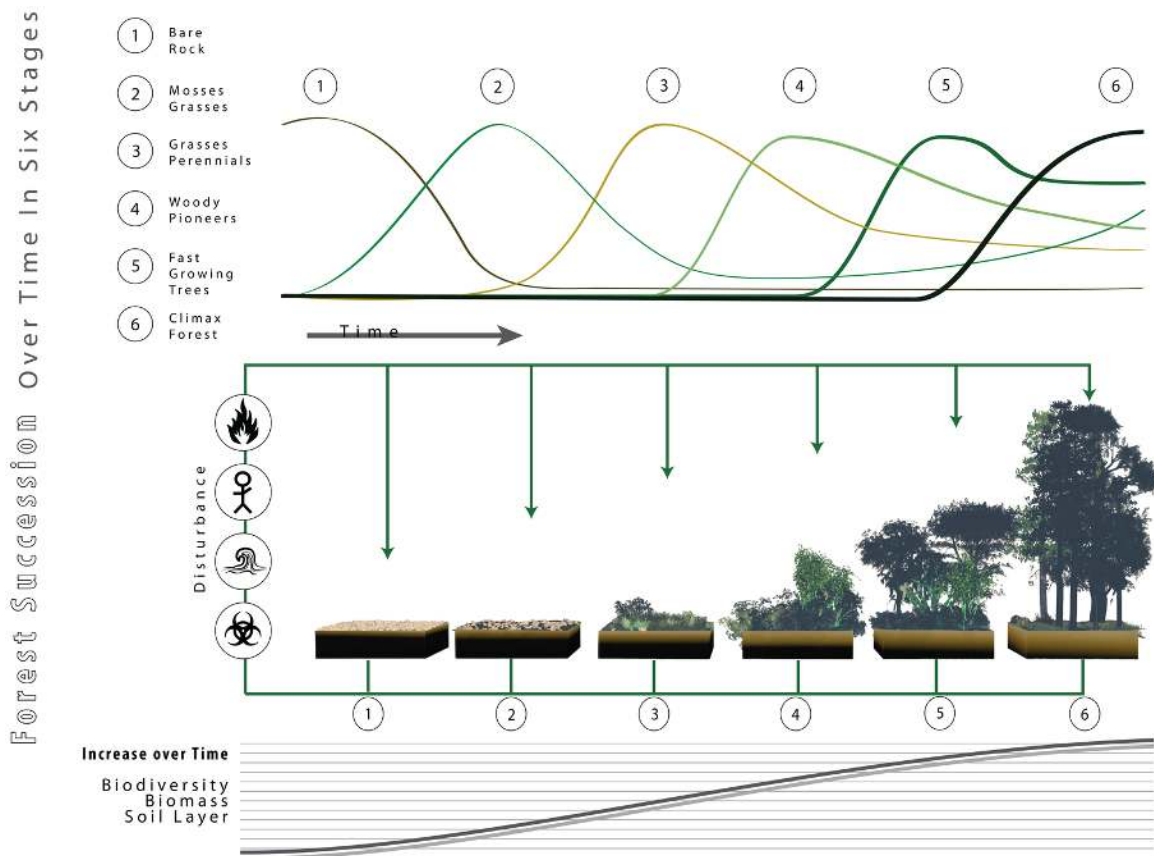 Forest Succession Over Time In Six Stages
1 Bare
Rock
2 Mosses
Grasses
3 Grasses
Perennials
4 Woody
Pioneers
5 Fast
Growing
Trees
6 Climax
Forest
1 2 3 4 5 6
Time
Disturbance
1 2 3 4 5 6
Increase over Time
Biodiversity
Biomass
Soil Layer